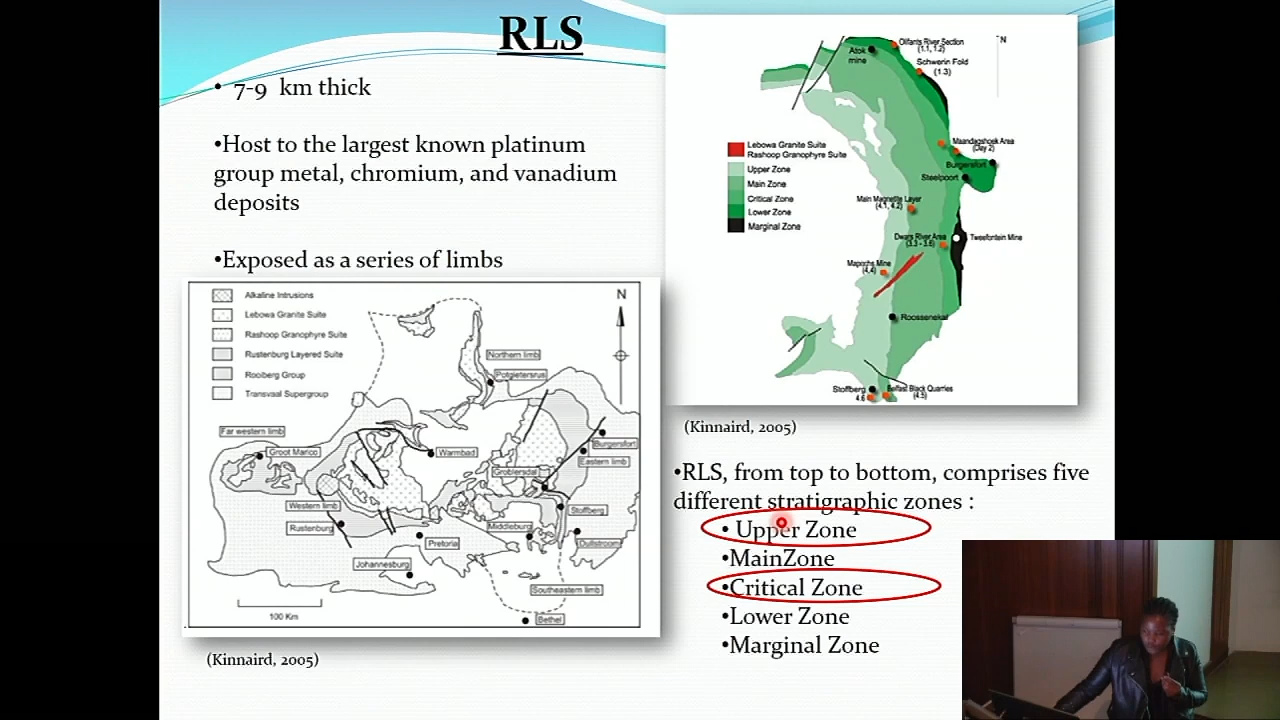 RLS
• 7-9 km thick
•Host to the largest known platinum
group metal, chromium, and vanadium
deposits
•Exposed as a series of limbs
Alkaline Intrusions
Lebowa Granite Suite
Rashoop Granophyre Suite
Rustenburg Layered Suite
Rooiberg Group
Transvaal Supergroup
N
Northern limb
Potgietersrus
Far western limb
Groot Marico
Warmbad
Burgersfort
Eastern limb
Groblersdal
Western limb
Rustenburg
Stoffberg
Middleburg
Pretoria
Dullstroom
Johannesburg
Southeastern limb
100 Km
Bethel
(Kinnaird, 2005)
Olifants River Section
(1.1, 1.2)
N
Atok
mine
Schwerin Fold
(1.3)
Lebowa Granite Suite
Rashoop Granophyre Suite
Upper Zone
Main Zone
Critical Zone
Lower Zone
Marginal Zone
Maandagshoek Area
(Day 2)
Burgersfort
Steelpoort
Main Magnetite Layer
(4.1, 4.2)
Dwars River Area
(3.3 - 3.6)
Tweefontein Mine
Mapochs Mine
(4.4)
Roossenekal
Stoffberg
4.6
Belfast Black Quarries
(4.5)
(Kinnaird, 2005)
•RLS, from top to bottom, comprises five
different stratigraphic zones :
• Upper Zone
•MainZone
•Critical Zone
•Lower Zone
•Marginal Zone